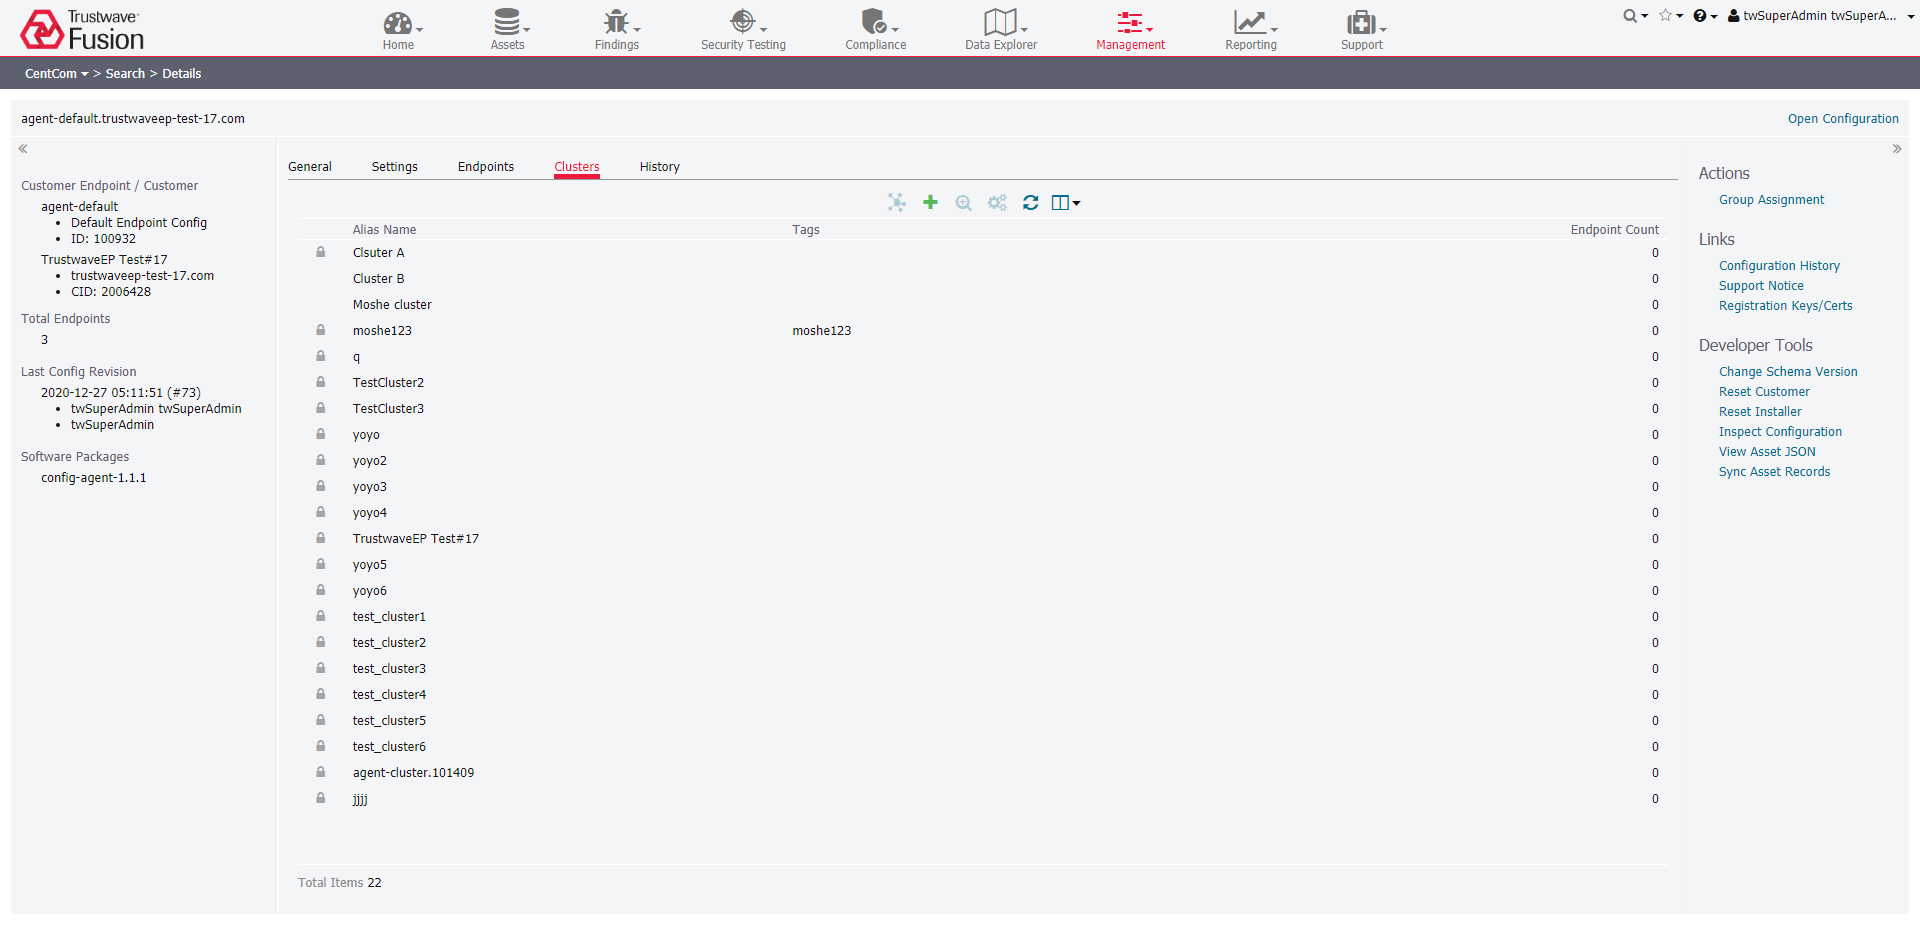 Trustwave®
Fusion
Home
Assets
Findings
Security Testing
Compliance
Data Explorer
Management
Reporting
Support
twSuperAdmin twSuperA...
CentCom > Search > Details
agent-default.trustwaveep-test-17.com
Open Configuration
Customer Endpoint / Customer
agent-default
• Default Endpoint Config
• ID: 100932
TrustwaveEP Test#17
• trustwaveep-test-17.com
• CID: 2006428
Total Endpoints
3
Last Config Revision
2020-12-27 05:11:51 (#73)
• twSuperAdmin twSuperAdmin
• twSuperAdmin
Software Packages
config-agent-1.1.1
General Settings Endpoints Clusters History
Alias Name Tags Endpoint Count
Clsuter A 0
Cluster B 0
Moshe cluster 0
moshe123 moshe123 0
q 0
TestCluster2 0
TestCluster3 0
yoyo 0
yoyo2 0
yoyo3 0
yoyo4 0
TrustwaveEP Test#17 0
yoyo5 0
yoyo6 0
test_cluster1 0
test_cluster2 0
test_cluster3 0
test_cluster4 0
test_cluster5 0
test_cluster6 0
agent-cluster.101409 0
jjjj 0
Total Items 22
Actions
Group Assignment
Links
Configuration History
Support Notice
Registration Keys/Certs
Developer Tools
Change Schema Version
Reset Customer
Reset Installer
Inspect Configuration
View Asset JSON
Sync Asset Records